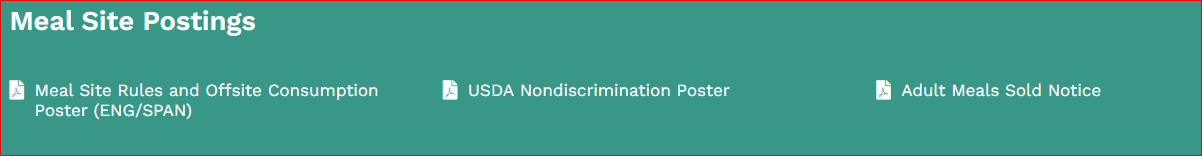 Meal Site Postings
Meal Site Rules and Offsite Consumption
Poster (ENG/SPAN)
USDA Nondiscrimination Poster
Adult Meals Sold Notice